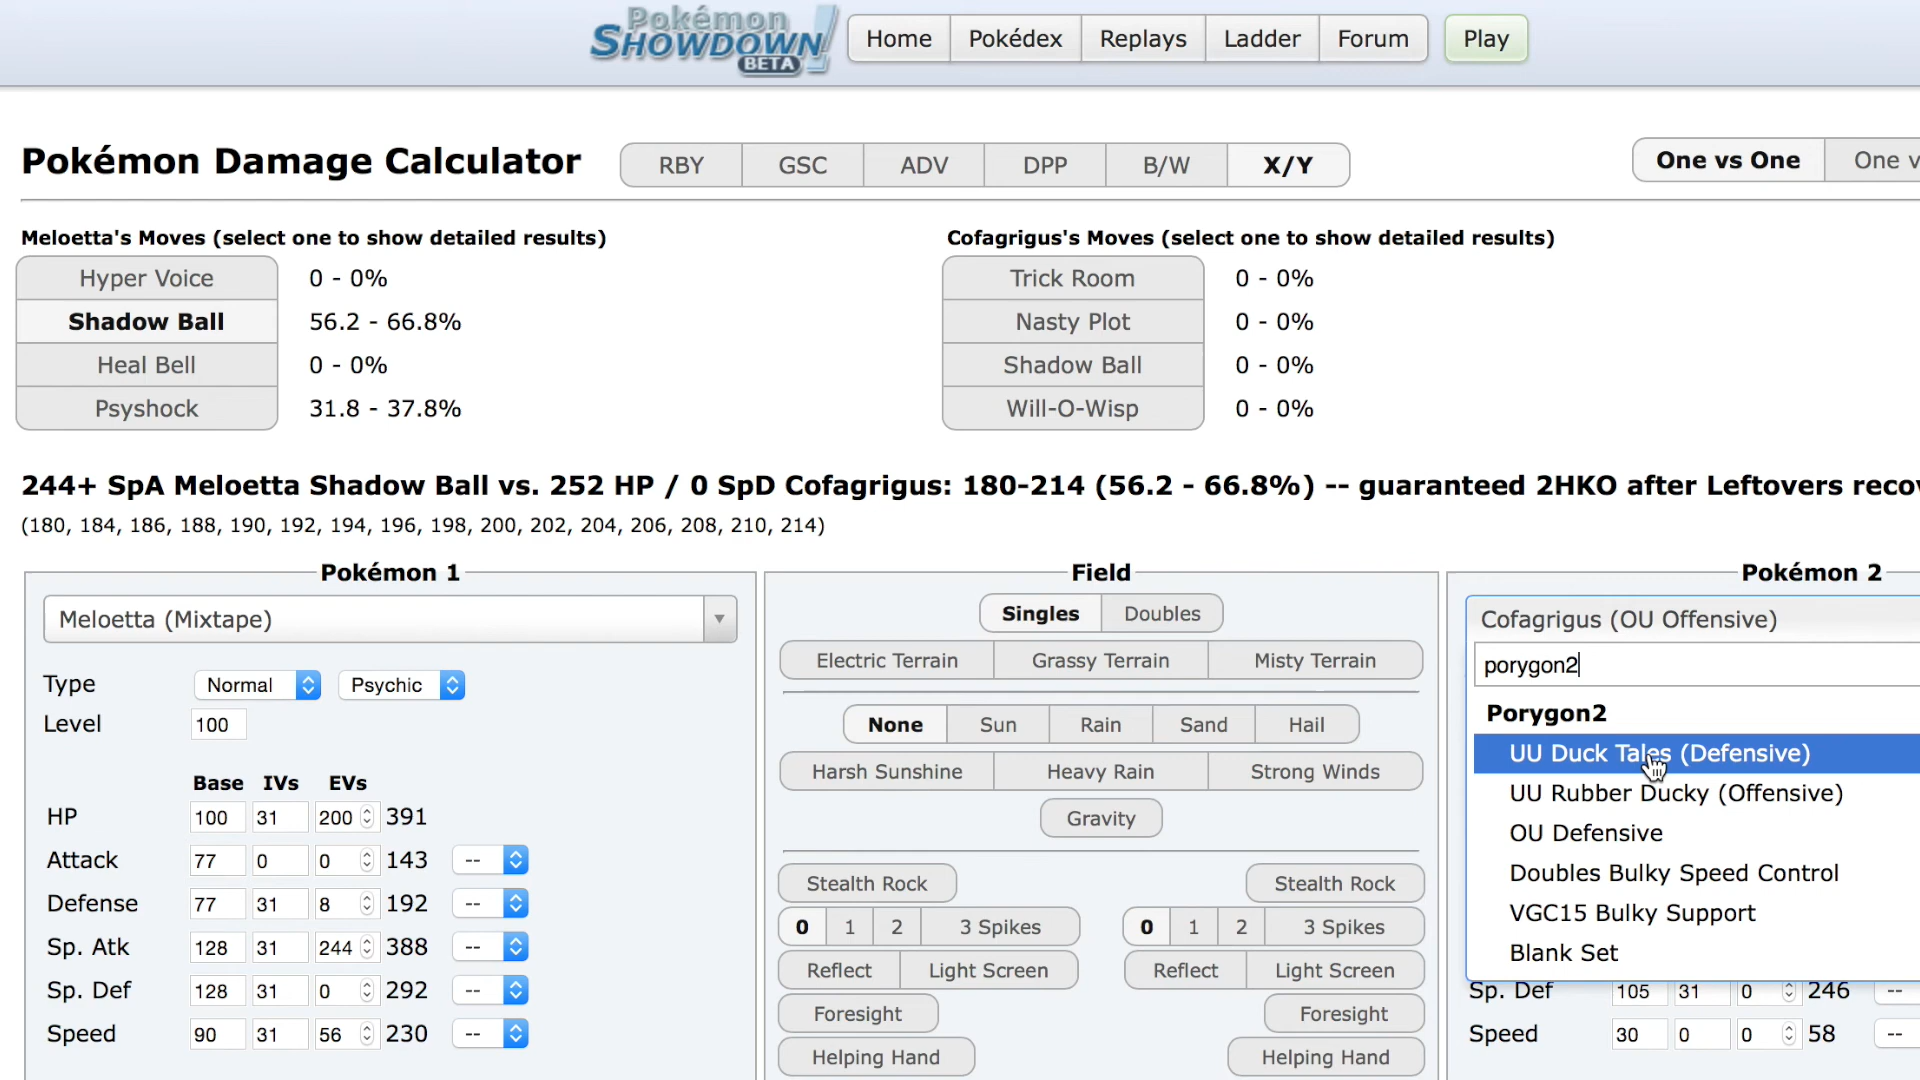 Pokémon
SHOWDOWN!
BETA
Home Pokédex Replays Ladder Forum Play
Pokémon Damage Calculator RBY GSC ADV DPP B/W X/Y One vs One One v
Meloetta's Moves (select one to show detailed results) Cofagrigus's Moves (select one to show detailed results)
Hyper Voice 0 - 0% Trick Room 0 - 0%
Shadow Ball 56.2 - 66.8% Nasty Plot 0 - 0%
Heal Bell 0 - 0% Shadow Ball 0 - 0%
Psyshock 31.8 - 37.8% Will-O-Wisp 0 - 0%
244+ SpA Meloetta Shadow Ball vs. 252 HP / 0 SpD Cofagrigus: 180-214 (56.2 - 66.8%) -- guaranteed 2HKO after Leftovers reco
(180, 184, 186, 188, 190, 192, 194, 196, 198, 200, 202, 204, 206, 208, 210, 214)
Pokémon 1
Meloetta (Mixtape)
Type Normal Psychic
Level 100
Base IVs EVs
HP 100 31 200 391
Attack 77 0 0 143 --
Defense 77 31 8 192 --
Sp. Atk 128 31 244 388 --
Sp. Def 128 31 0 292 --
Speed 90 31 56 230 --
Field
Singles Doubles
Electric Terrain Grassy Terrain Misty Terrain
None Sun Rain Sand Hail
Harsh Sunshine Heavy Rain Strong Winds
Gravity
Stealth Rock Stealth Rock
0 1 2 3 Spikes 0 1 2 3 Spikes
Reflect Light Screen Reflect Light Screen
Foresight Foresight
Helping Hand Helping Hand
Pokémon 2
Cofagrigus (OU Offensive)
porygon2
Porygon2
UU Duck Tales (Defensive)
UU Rubber Ducky (Offensive)
OU Defensive
Doubles Bulky Speed Control
VGC15 Bulky Support
Blank Set
Sp. Def 105 31 0 246 --
Speed 30 0 0 58 --